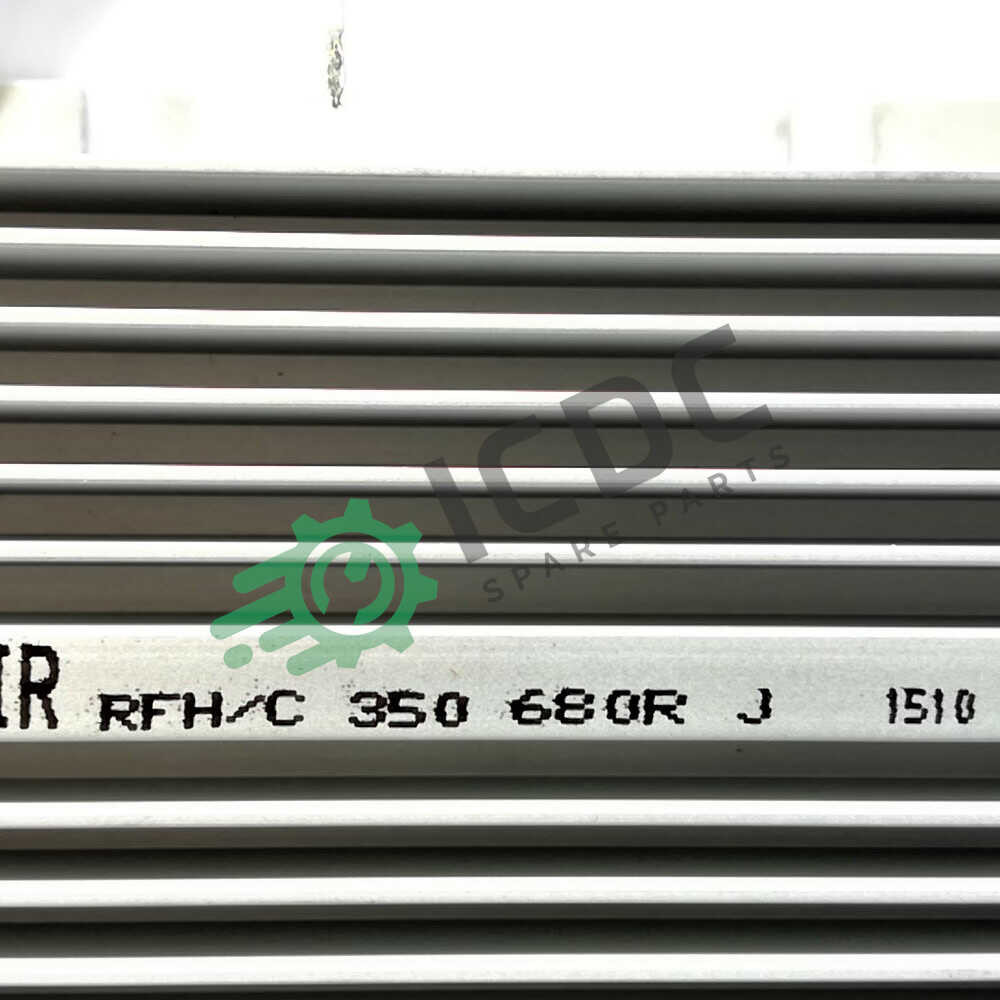 ICDC
SPARE PARTS
IR RFH/C 350 680R J 1510